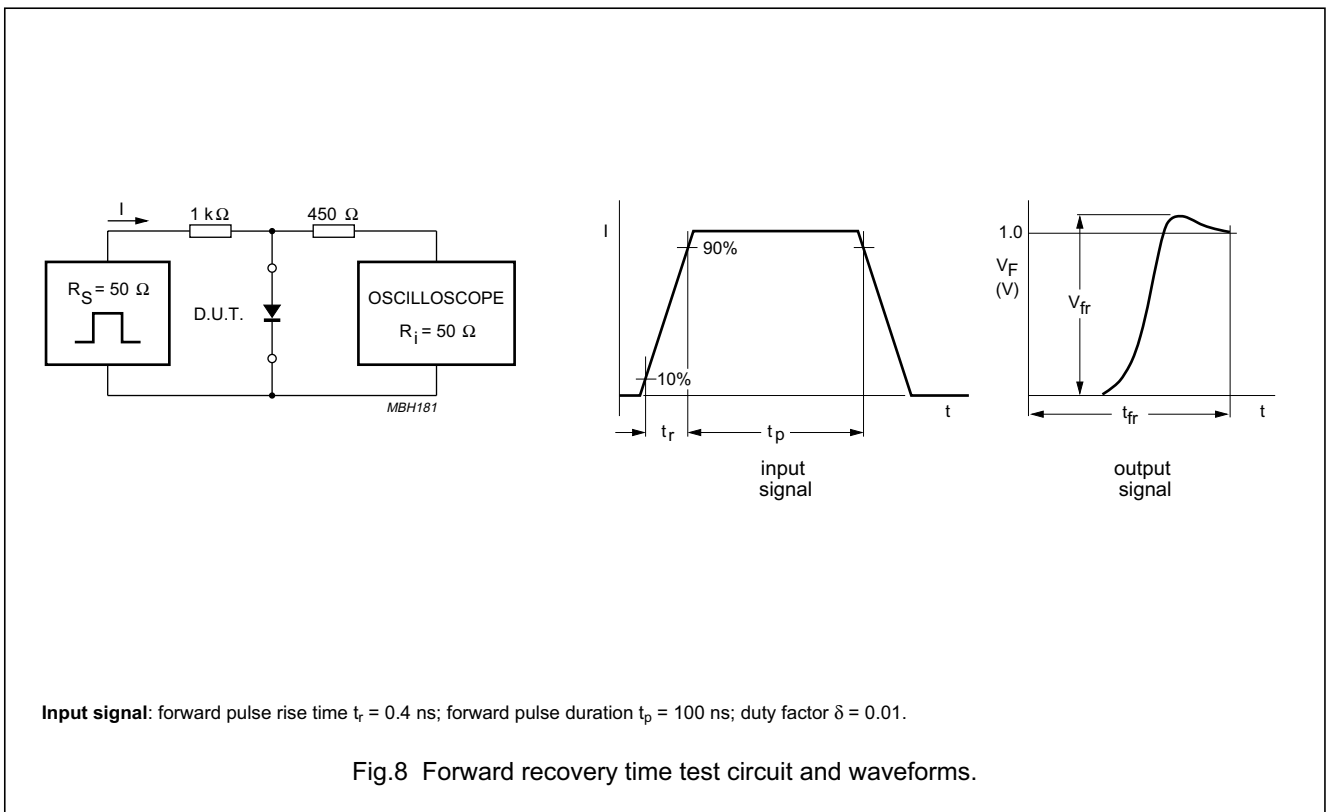 I
1 kΩ
450 Ω
R_S = 50 Ω
D.U.T.
OSCILLOSCOPE
R_i = 50 Ω
MBH181
I
90%
10%
t
t_r
t_p
input
signal
1.0
V_F
(V)
V_fr
t_fr
t
output
signal
Input signal: forward pulse rise time t_r = 0.4 ns; forward pulse duration t_p = 100 ns; duty factor δ = 0.01.
Fig.8 Forward recovery time test circuit and waveforms.